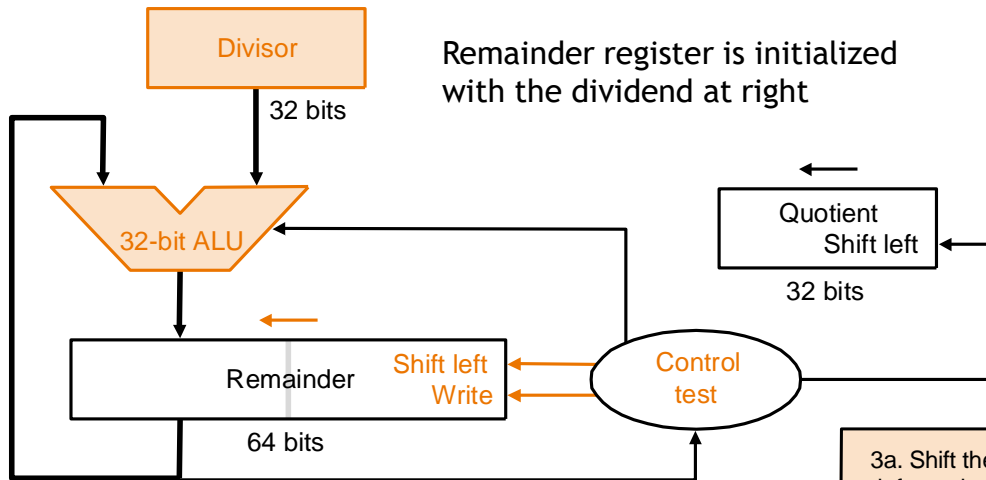 Divisor
Remainder register is initialized
with the dividend at right
32 bits
32-bit ALU
Quotient
Shift left
32 bits
Remainder
Shift left
Write
Control
test
64 bits
3a. Shift the